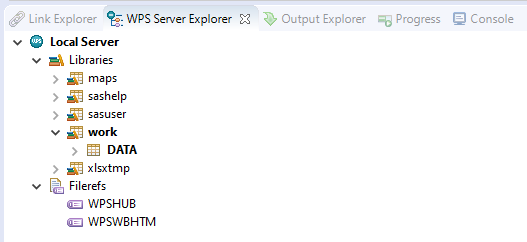 Link Explorer WPS Server Explorer Output Explorer Progress Console
WPS Local Server
Libraries
maps
sashelp
sasuser
work
DATA
xlsxtmp
Filerefs
WPSHUB
WPSWBHTM